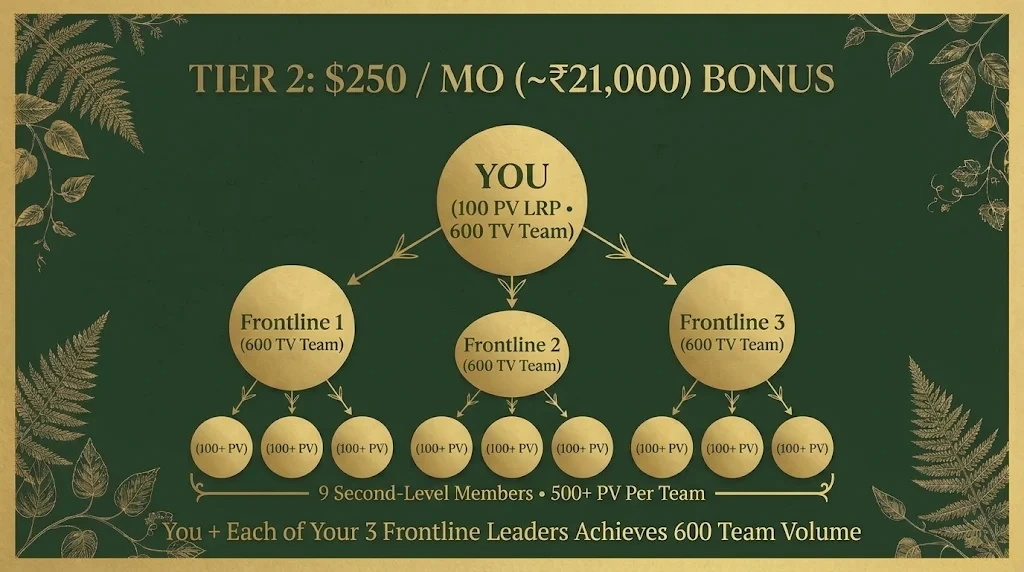 TIER 2: $250 / MO (~₹21,000) BONUS
YOU
(100 PV LRP •
600 TV Team)
Frontline 1
(600 TV Team)
Frontline 2
(600 TV Team)
Frontline 3
(600 TV Team)
(100+ PV) (100+ PV) (100+ PV) (100+ PV) (100+ PV) (100+ PV) (100+ PV) (100+ PV) (100+ PV)
9 Second-Level Members • 500+ PV Per Team
You + Each of Your 3 Frontline Leaders Achieves 600 Team Volume